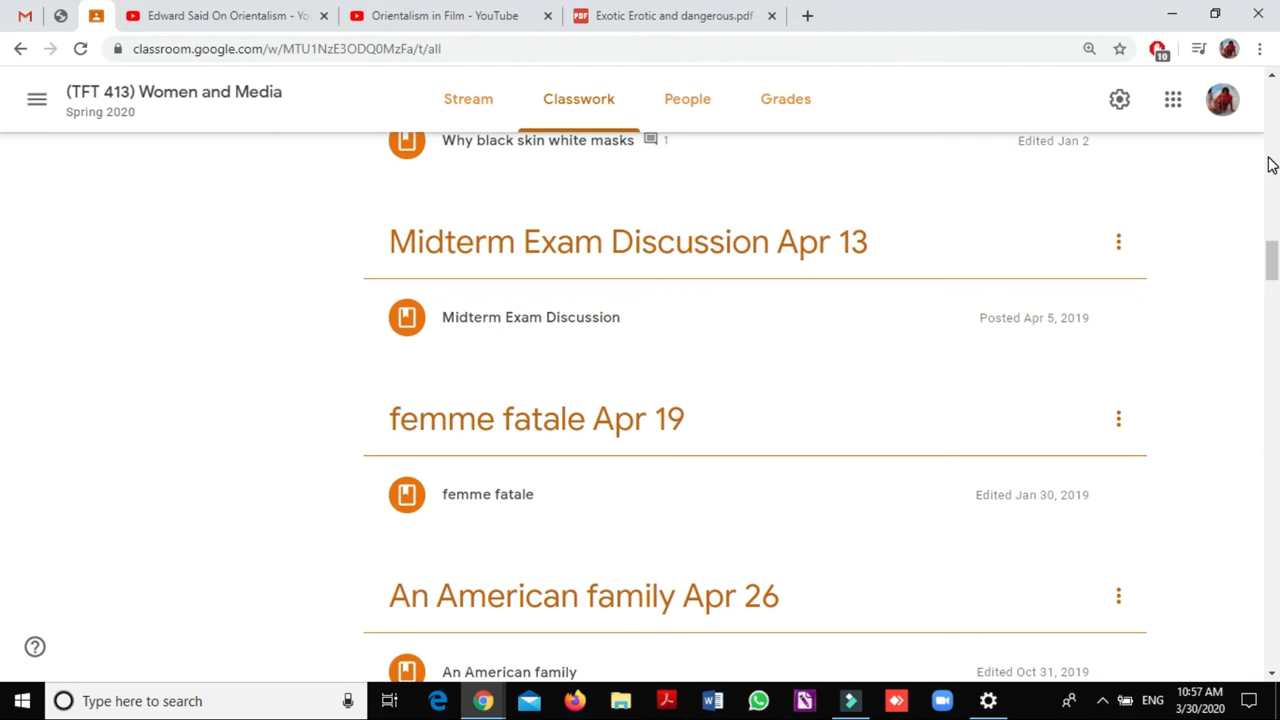 Edward Said On Orientalism - Yo
Orientalism in Film - YouTube
PDF
Exotic Erotic and dangerous.pdf
classroom.google.com/w/MTU1NzE3ODQ0MzFa/t/all
10
(TFT 413) Women and Media
Spring 2020
Stream
Classwork
People
Grades
Why black skin white masks 1
Edited Jan 2
Midterm Exam Discussion Apr 13
Midterm Exam Discussion
Posted Apr 5, 2019
femme fatale Apr 19
femme fatale
Edited Jan 30, 2019
An American family Apr 26
An American family
Edited Oct 31, 2019
Type here to search
ENG
10:57 AM
3/30/2020